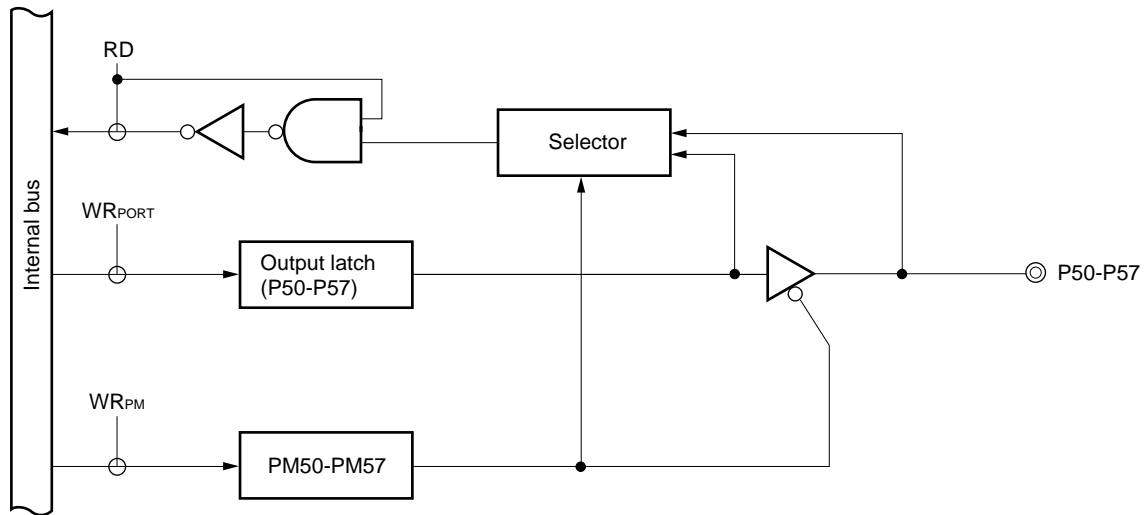 RD
Selector
Internal bus
WRPORT
Output latch
(P50-P57)
P50-P57
WRPM
PM50-PM57